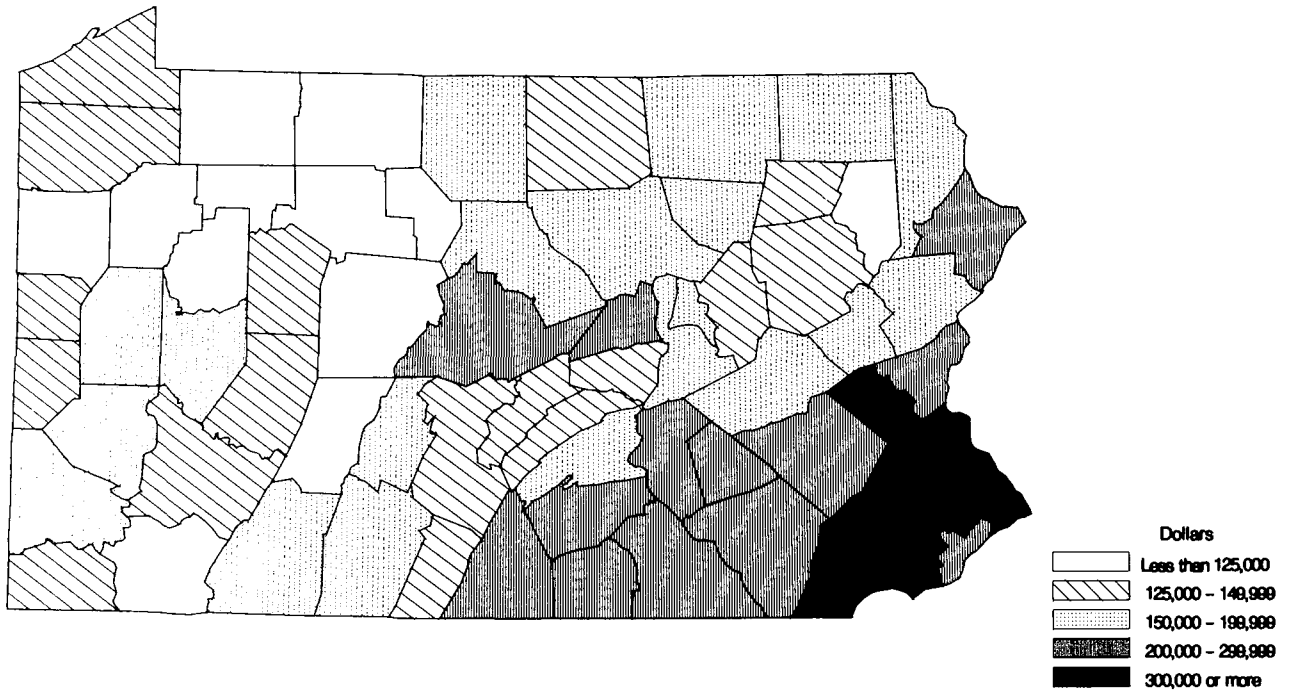 Dollars
Less than 125,000
125,000 - 149,999
150,000 - 199,999
200,000 - 299,999
300,000 or more